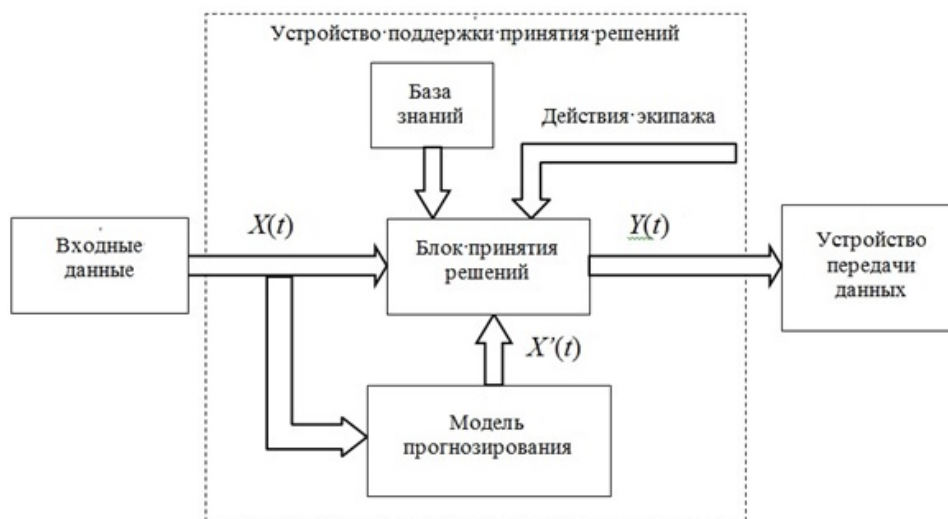 Устройство·поддержки·принятия·решений
База
знаний
Действия·экипажа
X(t)
Y(t)
Входные
данные
Блок·принятия
решений
Устройство
передачи
данных
X’(t)
Модель
прогнозирования